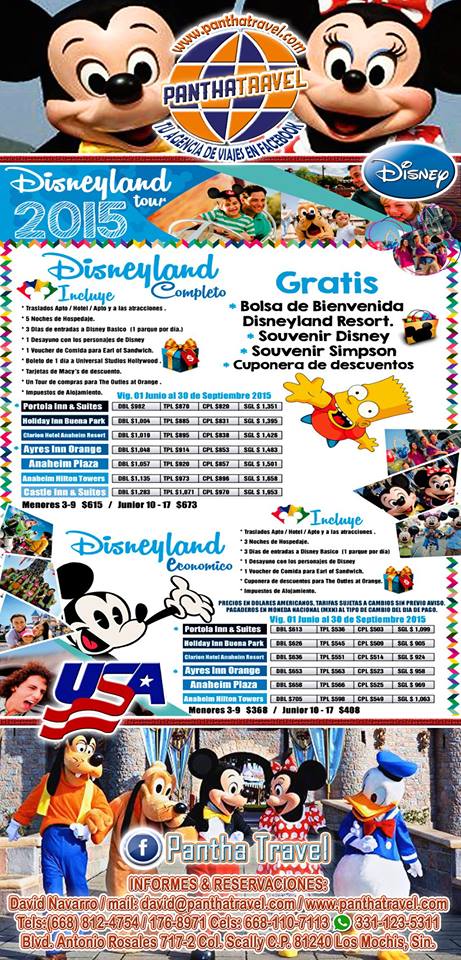 www.panthatravel.com
PANTHATRAVEL
TU AGENCIA DE VIAJES EN FACEBOOK
Disney
Disneyland
tour
2015
Disneyland
Completo
Incluye
* Traslados Apto / Hotel / Apto y a las atracciones .
* 5 Noches de Hospedaje.
* 3 Días de entradas a Disney Basico (1 parque por día.)
* 1 Desayuno con los personajes de Disney
* 1 Voucher de Comida para Earl of Sandwich.
* Boleto de 1 día a Universal Studios Hollywood .
* Tarjetas de Macy's de descuento.
* Un Tour de compras para The Outles at Orange .
* Impuestos de Alojamiento.
Gratis
* Bolsa de Bienvenida
Disneyland Resort.
* Souvenir Disney
* Souvenir Simpson
* Cuponera de descuentos
Vig. 01 Junio al 30 de Septiembre 2015
Portola Inn & Suites DBL $982 TPL $870 CPL $820 SGL $ 1,351
Holiday Inn Buena Park DBL $1,004 TPL $885 CPL $831 SGL $ 1,395
Clarion Hotel Anaheim Resort DBL $1,019 TPL $895 CPL $838 SGL $ 1,426
Ayres Inn Orange DBL $1,048 TPL $914 CPL $853 SGL $ 1,483
Anaheim Plaza DBL $1,057 TPL $920 CPL $857 SGL $ 1,501
Anaheim Hilton Towers DBL $1,135 TPL $973 CPL $896 SGL $ 1,658
Castle Inn & Suites DBL $1,283 TPL $1,071 CPL $970 SGL $ 1,953
Menores 3-9 $615 / Junior 10 - 17 $673
Disneyland
economico
Incluye
* Traslados Apto / Hotel / Apto y a las atracciones .
* 3 Noches de Hospedaje.
* 3 Días de entradas a Disney Basico (1 parque por día)
* 1 Desayuno con los personajes de Disney
* 1 Voucher de Comida para Earl of Sandwich.
* Cuponera de descuentos para The Outles at Orange.
* Impuestos de Alojamiento.
PRECIOS EN DOLARES AMERICANOS, TARIFAS SUJETAS A CAMBIOS SIN PREVIO AVISO.
PAGADEROS EN MONEDA NACIONAL (MXN) AL TIPO DE CAMBIO DEL DIA DE PAGO.
Vig. 01 Junio al 30 de Septiembre 2015
* Portola Inn & Suites DBL $613 TPL $536 CPL $503 SGL $ 1,099
Holiday Inn Buena Park DBL $626 TPL $545 CPL $509 SGL $ 905
Clarion Hotel Anaheim Resort DBL $636 TPL $551 CPL $514 SGL $ 924
* Ayres Inn Orange DBL $653 TPL $563 CPL $523 SGL $ 958
Anaheim Plaza DBL $658 TPL $566 CPL $525 SGL $ 969
* Anaheim Hilton Towers DBL $705 TPL $598 CPL $549 SGL $ 1,063
Menores 3-9 $368 / Junior 10 - 17 $408
USA
f Pantha Travel
INFORMES & RESERVACIONES:
David Navarro / mail: david@panthatravel.com / www.panthatravel.com
Tels:(668) 812-4754 / 176-8971 Cels: 668-110-7113 331-123-5311
Blvd. Antonio Rosales 717-2 Col. Scally C.P. 81240 Los Mochis, Sin.